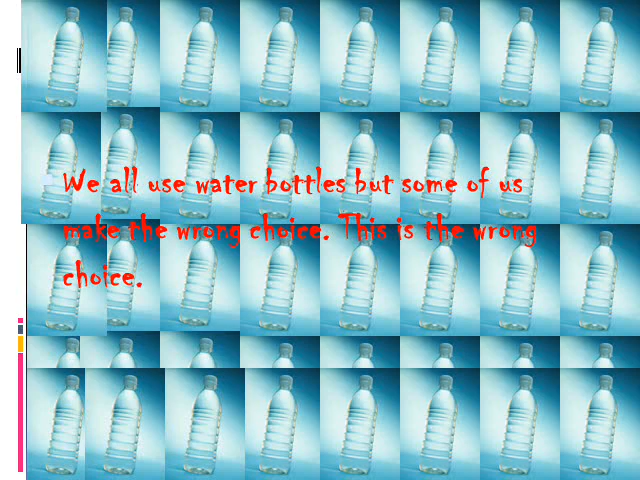 We all use water bottles but some of us
make the wrong choice. This is the wrong
choice.